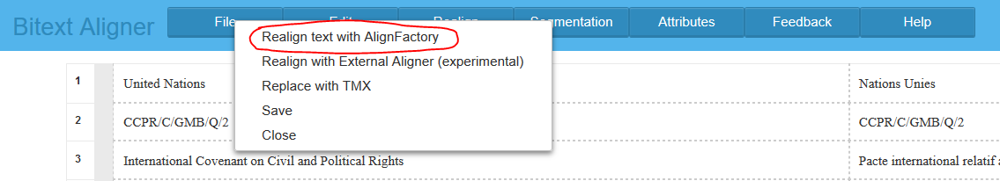 Bitext Aligner
File Edit Realign Segmentation Attributes Feedback Help
Realign text with AlignFactory
Realign with External Aligner (experimental)
Replace with TMX
Save
Close
1 United Nations Nations Unies
2 CCPR/C/GMB/Q/2 CCPR/C/GMB/Q/2
3 International Covenant on Civil and Political Rights Pacte international relatif a